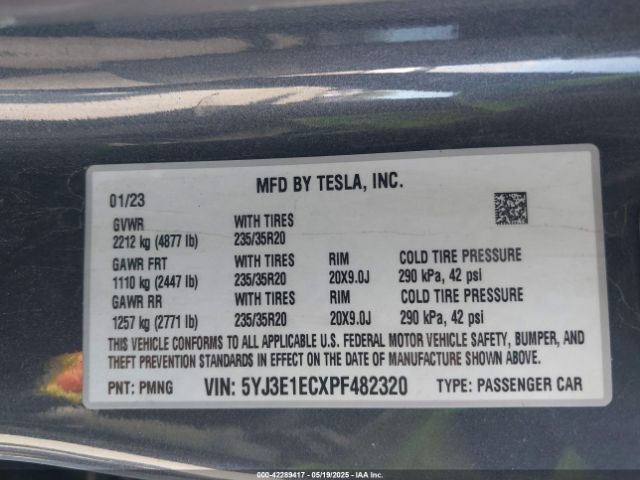 MFD BY TESLA, INC.
01/23
GVWR WITH TIRES
2212 kg (4877 lb) 235/35R20
GAWR FRT WITH TIRES RIM COLD TIRE PRESSURE
1110 kg (2447 lb) 235/35R20 20X9.0J 290 kPa, 42 psi
GAWR RR WITH TIRES RIM COLD TIRE PRESSURE
1257 kg (2771 lb) 235/35R20 20X9.0J 290 kPa, 42 psi
THIS VEHICLE CONFORMS TO ALL APPLICABLE U.S. FEDERAL MOTOR VEHICLE SAFETY, BUMPER, AND
THEFT PREVENTION STANDARDS IN EFFECT ON THE DATE OF MANUFACTURE SHOWN ABOVE.
PNT: PMNG VIN: 5YJ3E1ECXPF482320 TYPE: PASSENGER CAR
000-42289417 - 05/19/2025 - IAAI